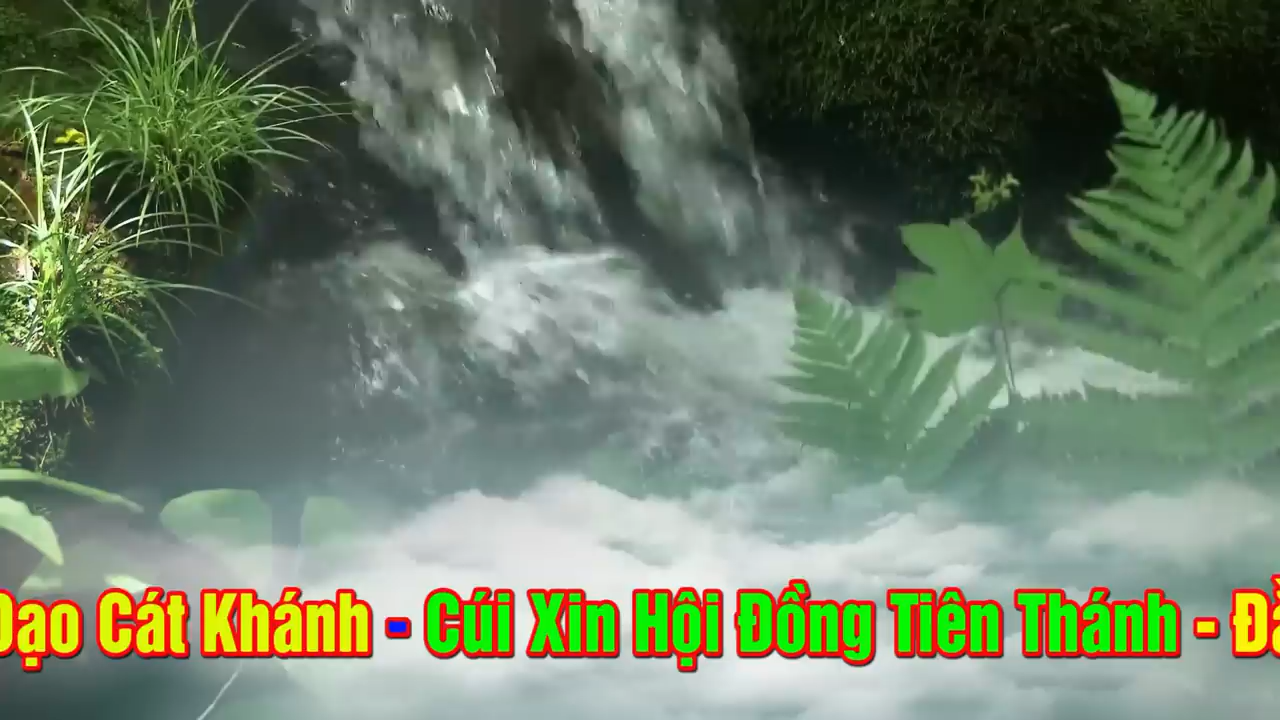 Đạo Cát Khánh - Cúi Xin Hội Đồng Tiên Thánh -